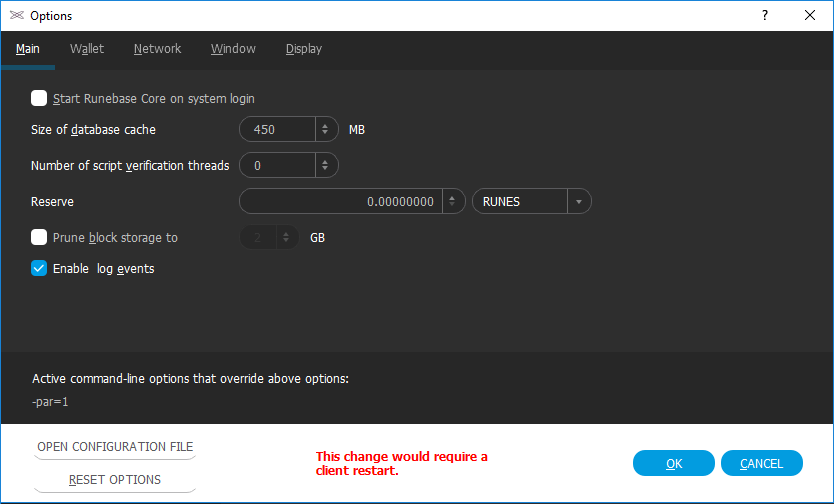 Options
Main Wallet Network Window Display
Start Runebase Core on system login
Size of database cache 450 MB
Number of script verification threads 0
Reserve 0.00000000 RUNES
Prune block storage to 2 GB
Enable  log events
Active command-line options that override above options:
-par=1
OPEN CONFIGURATION FILE
RESET OPTIONS
This change would require a
client restart.
OK CANCEL